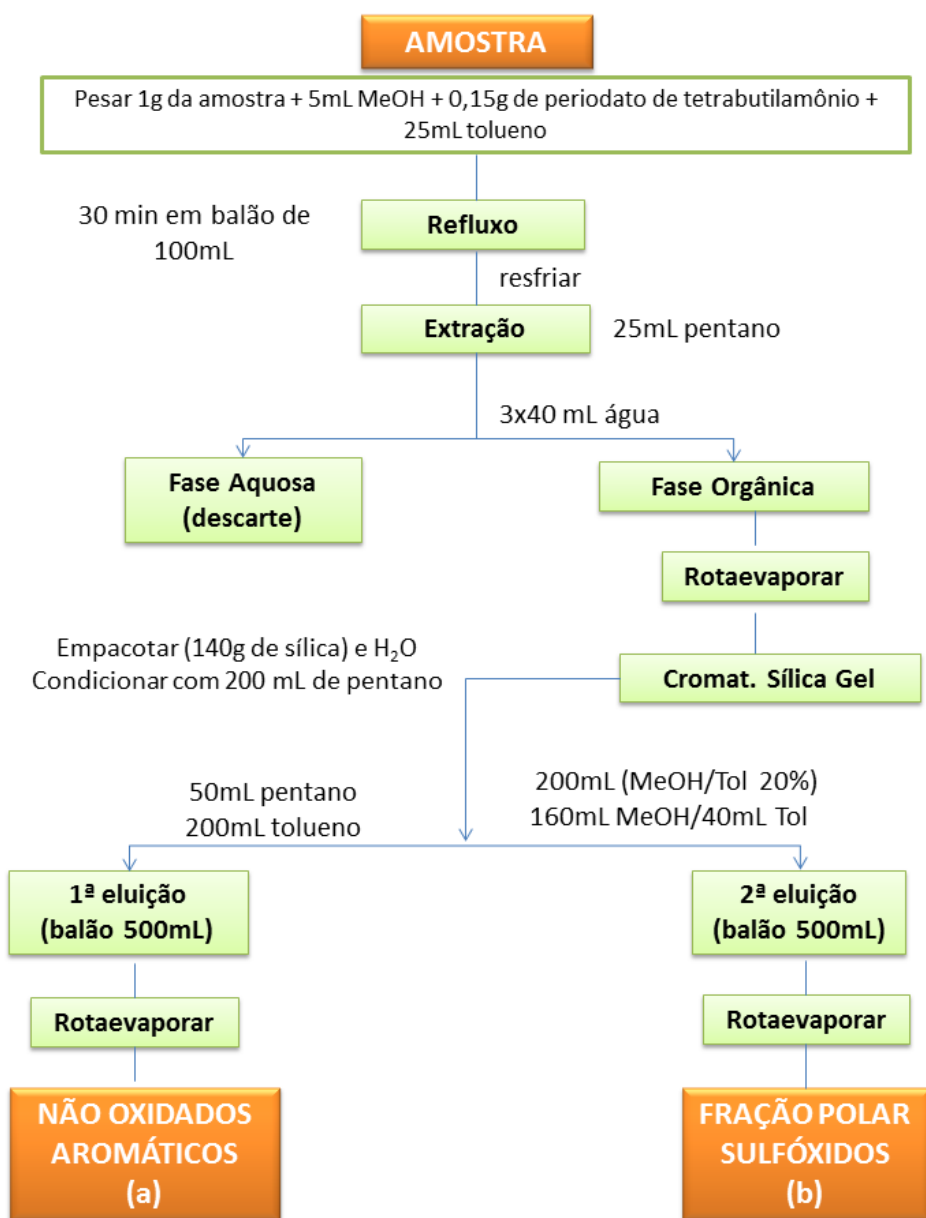 AMOSTRA
Pesar 1g da amostra + 5mL MeOH + 0,15g de periodato de tetrabutilamônio +
25mL tolueno
30 min em balão de
100mL
Refluxo
resfriar
Extração
25mL pentano
3x40 mL água
Fase Aquosa
(descarte)
Fase Orgânica
Rotaevaporar
Empacotar (140g de sílica) e H₂O
Condicionar com 200 mL de pentano
Cromat. Sílica Gel
50mL pentano
200mL tolueno
200mL (MeOH/Tol 20%)
160mL MeOH/40mL Tol
1ª eluição
(balão 500mL)
2ª eluição
(balão 500mL)
Rotaevaporar
Rotaevaporar
NÃO OXIDADOS
AROMÁTICOS
(a)
FRAÇÃO POLAR
SULFÓXIDOS
(b)